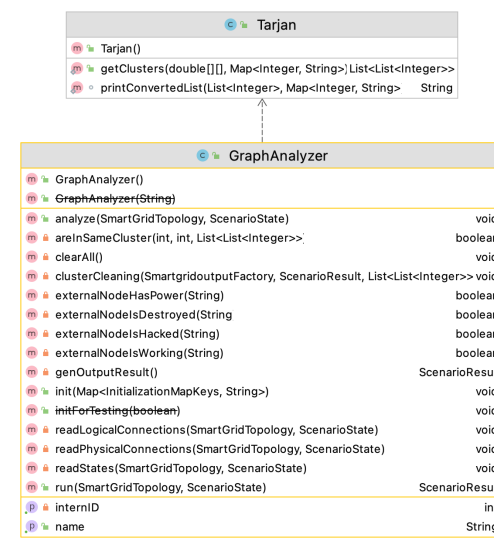 Tarjan
Tarjan()
getClusters(double[][], Map<Integer, String>) List<List<Integer>>
printConvertedList(List<Integer>, Map<Integer, String> String
GraphAnalyzer
GraphAnalyzer()
GraphAnalyzer(String)
analyze(SmartGridTopology, ScenarioState) void
areInSameCluster(int, int, List<List<Integer>> boolean
clearAll() void
clusterCleaning(SmartgridoutputFactory, ScenarioResult, List<List<Integer>> void
externalNodeHasPower(String) boolean
externalNodeIsDestroyed(String boolean
externalNodeIsHacked(String) boolean
externalNodeIsWorking(String) boolean
genOutputResult() ScenarioResu
init(Map<InitializationMapKeys, String>) void
initForTesting(boolean) void
readLogicalConnections(SmartGridTopology, ScenarioState) void
readPhysicalConnections(SmartGridTopology, ScenarioState) void
readStates(SmartGridTopology, ScenarioState) void
run(SmartGridTopology, ScenarioState) ScenarioResu
internID in
name String